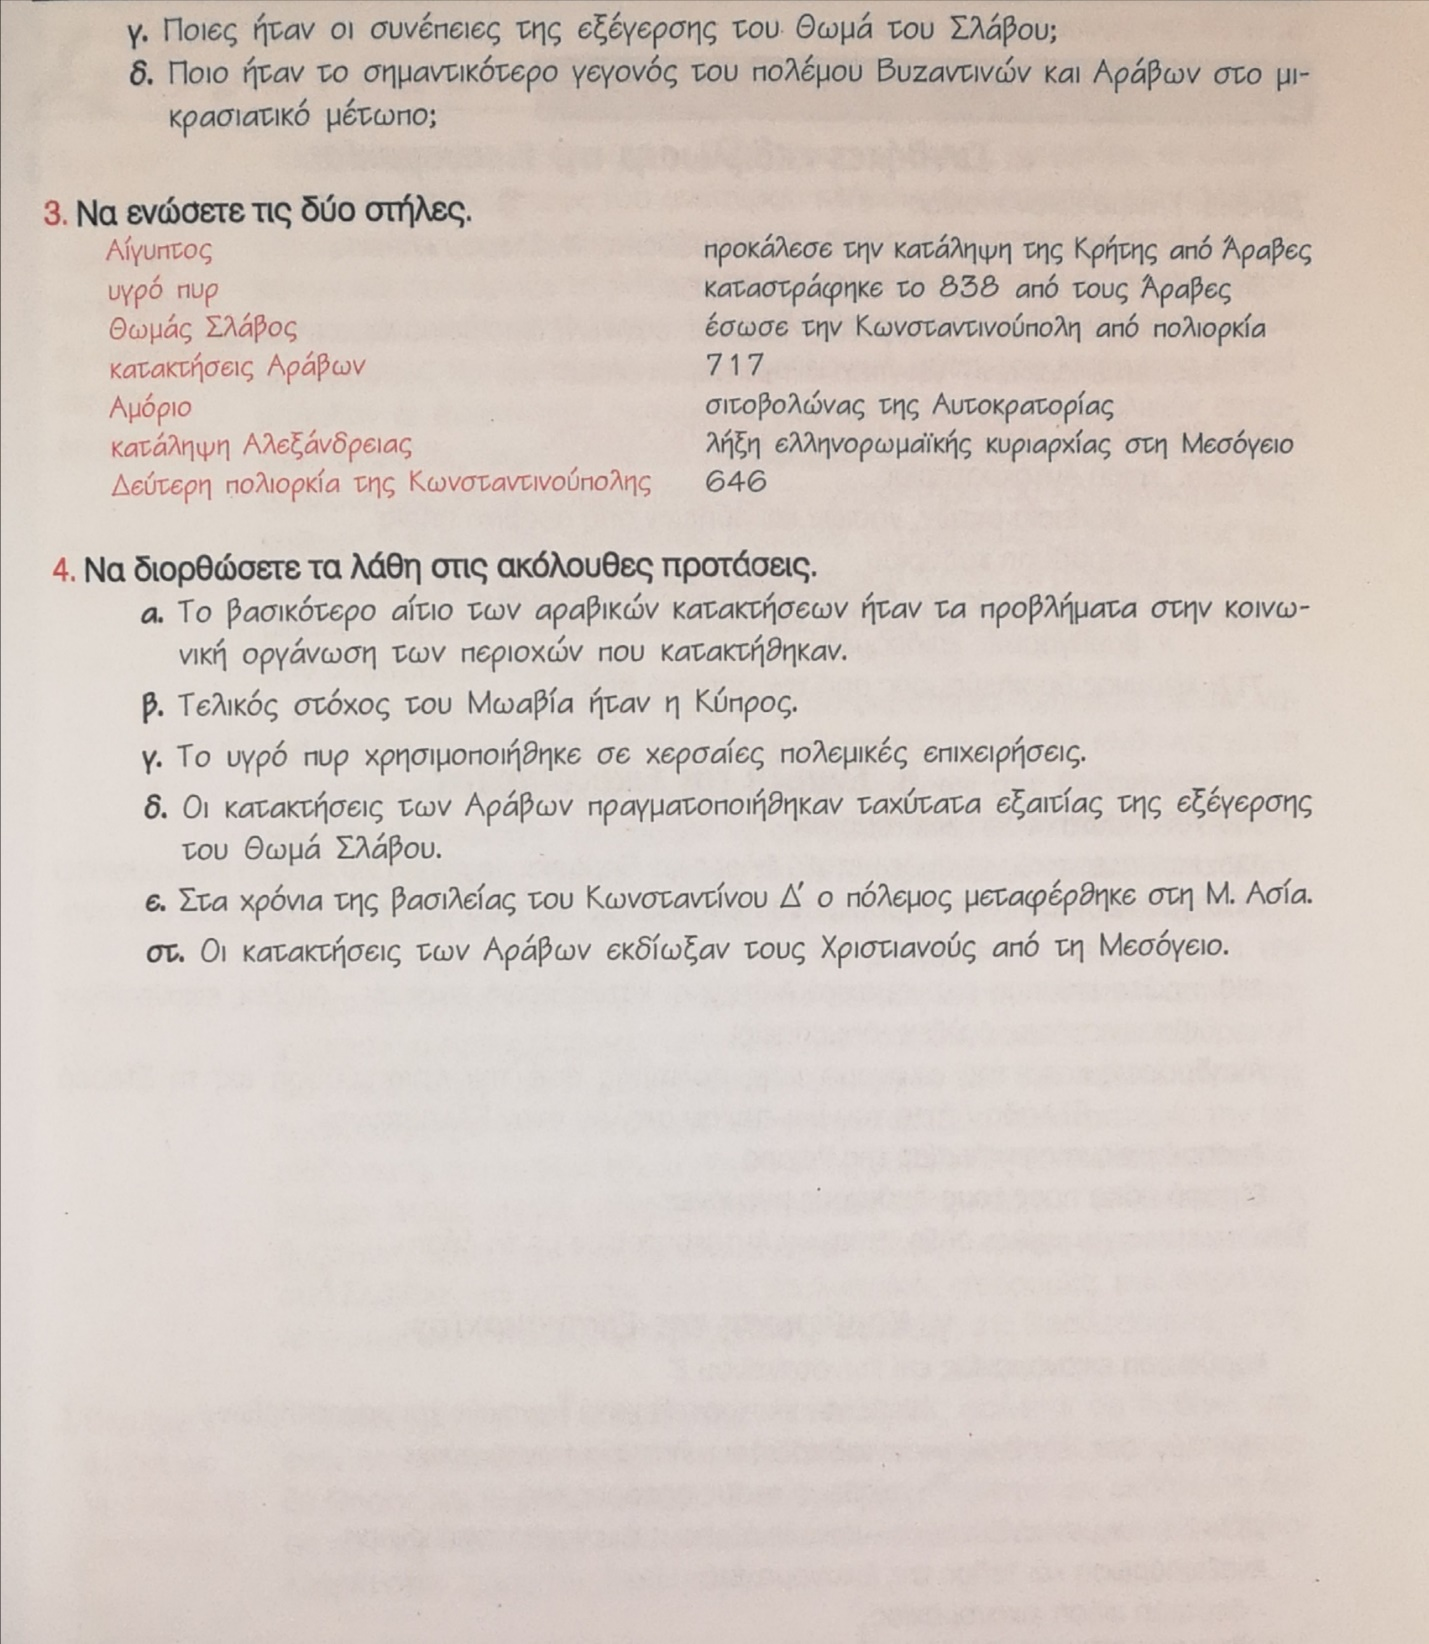 γ. Ποιες ήταν οι συνέπειες της εξέγερσης του Θωμά του Σλάβου;
δ. Ποιο ήταν το σημαντικότερο γεγονός του πολέμου Βυζαντινών και Αράβων στο μι-
κρασιατικό μέτωπο;
3. Να ενώσετε τις δύο στήλες.
Αίγυπτος προκάλεσε την κατάληψη της Κρήτης από Άραβες
υγρό πυρ καταστράφηκε το 838 από τους Άραβες
Θωμάς Σλάβος έσωσε την Κωνσταντινούπολη από πολιορκία
κατακτήσεις Αράβων 717
Αμόριο σιτοβολώνας της Αυτοκρατορίας
κατάληψη Αλεξάνδρειας λήξη ελληνορωμαϊκής κυριαρχίας στη Μεσόγειο
Δεύτερη πολιορκία της Κωνσταντινούπολης 646
4. Να διορθώσετε τα λάθη στις ακόλουθες προτάσεις.
α. Το βασικότερο αίτιο των αραβικών κατακτήσεων ήταν τα προβλήματα στην κοινω-
νική οργάνωση των περιοχών που κατακτήθηκαν.
β. Τελικός στόχος του Μωαβία ήταν η Κύπρος.
γ. Το υγρό πυρ χρησιμοποιήθηκε σε χερσαίες πολεμικές επιχειρήσεις.
δ. Οι κατακτήσεις των Αράβων πραγματοποιήθηκαν ταχύτατα εξαιτίας της εξέγερσης
του Θωμά Σλάβου.
ε. Στα χρόνια της βασιλείας του Κωνσταντίνου Δ΄ ο πόλεμος μεταφέρθηκε στη Μ. Ασία.
στ. Οι κατακτήσεις των Αράβων εκδίωξαν τους Χριστιανούς από τη Μεσόγειο.